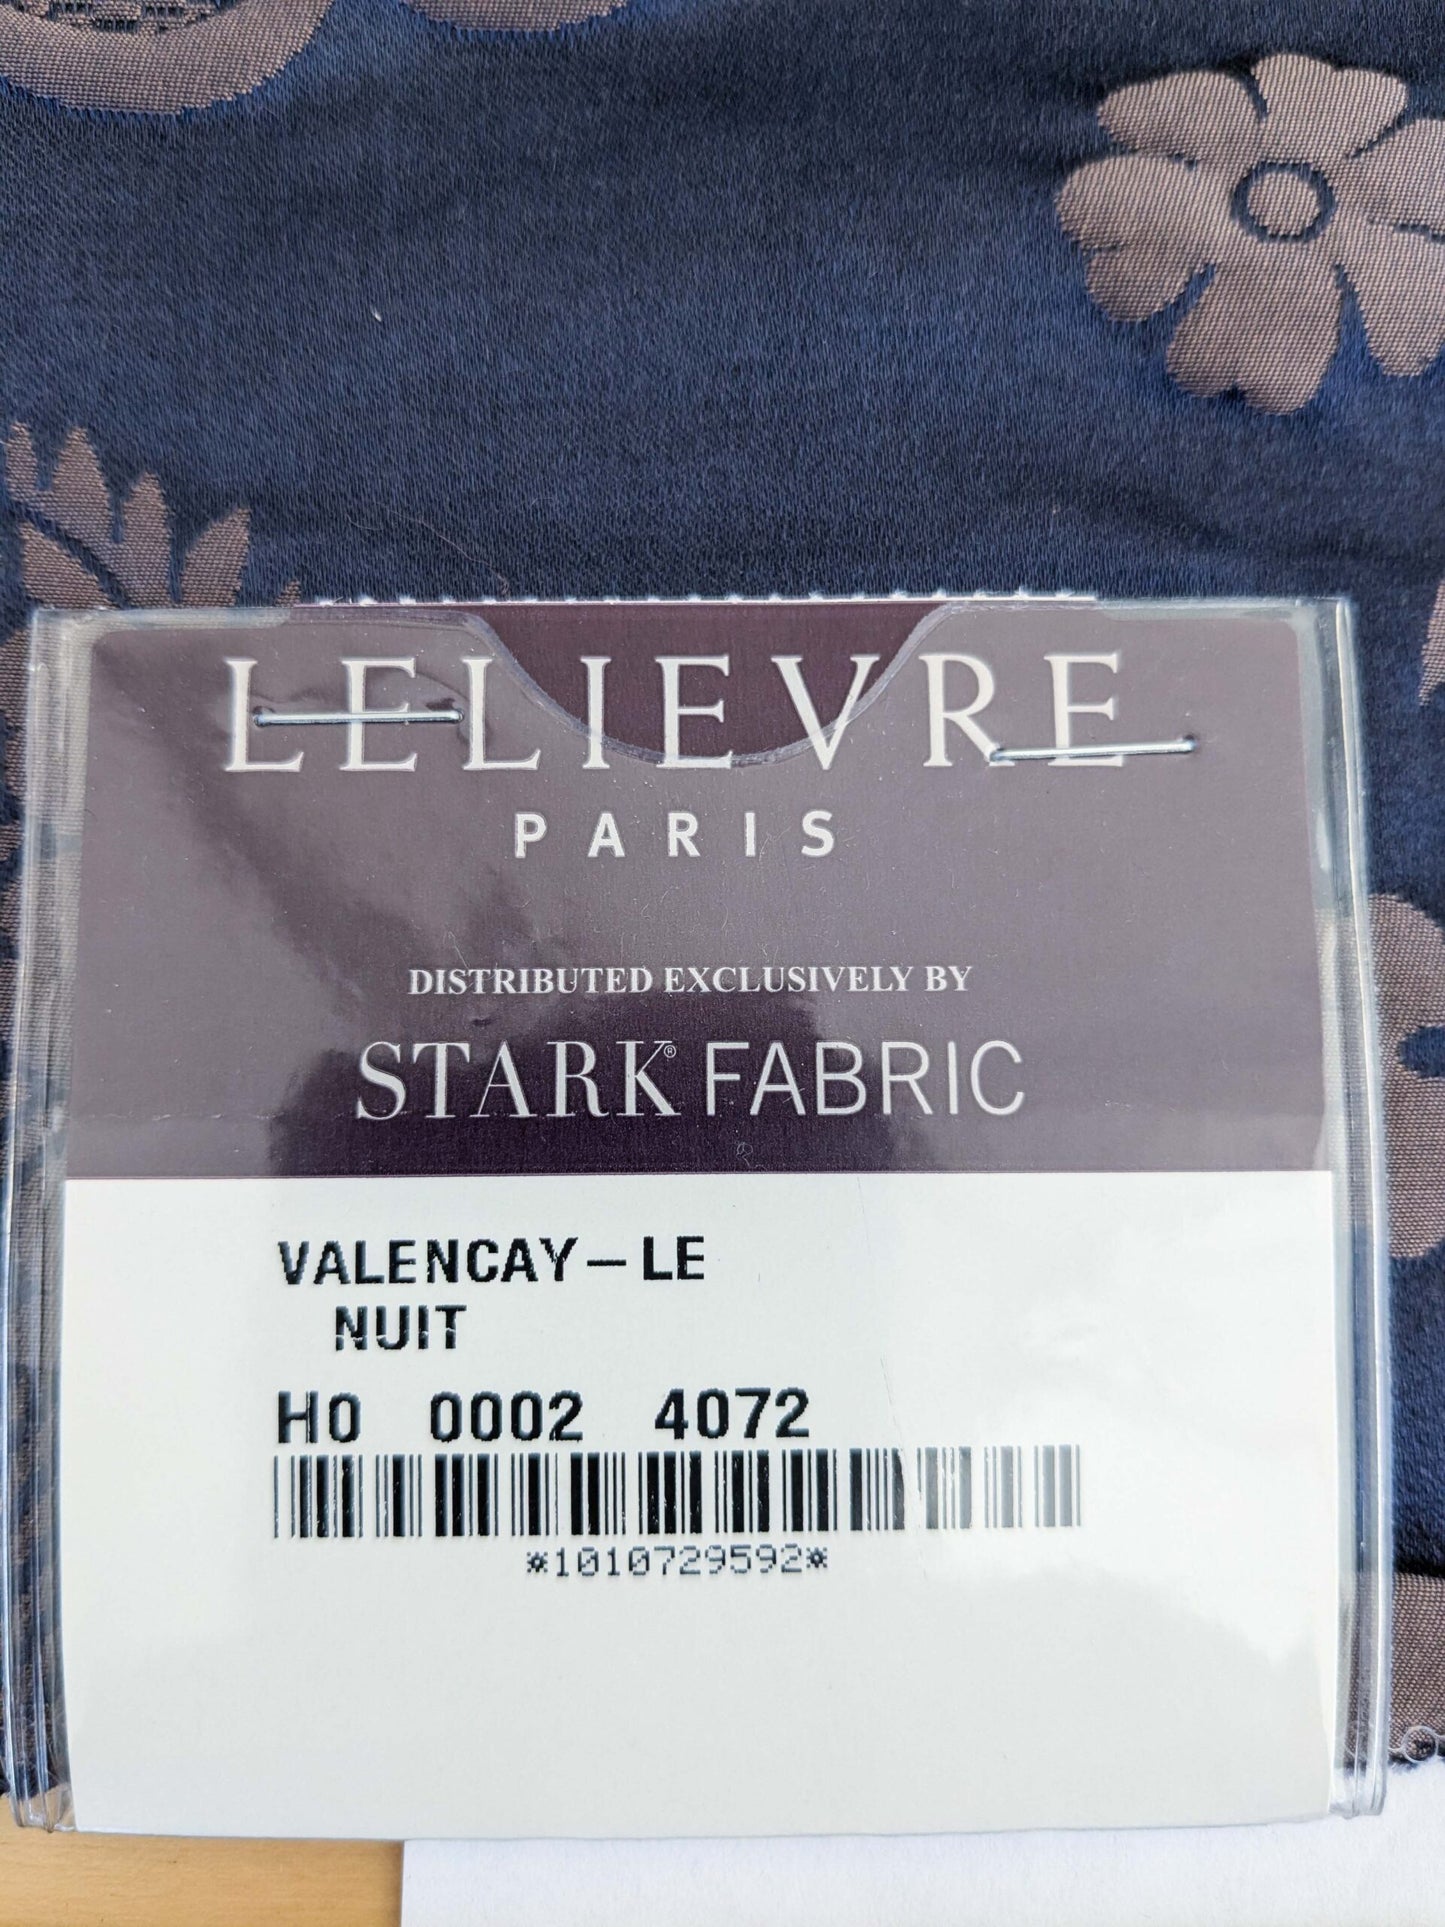 LELIEVRE
PARIS
DISTRIBUTED EXCLUSIVELY BY
STARK® FABRIC
VALENCAY-LE
NUIT
H0 0002 4072
*1010729592*